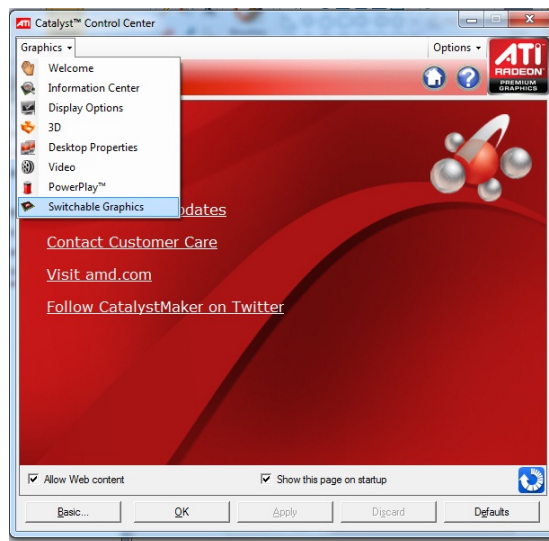 Catalyst™ Control Center
Graphics
Options
ATI
RADEON
PREMIUM
GRAPHICS
Welcome
Information Center
Display Options
3D
Desktop Properties
Video
PowerPlay™
Switchable Graphics
pdates
Contact Customer Care
Visit amd.com
Follow CatalystMaker on Twitter
Allow Web content
Show this page on startup
Basic...
OK
Apply
Discard
Defaults